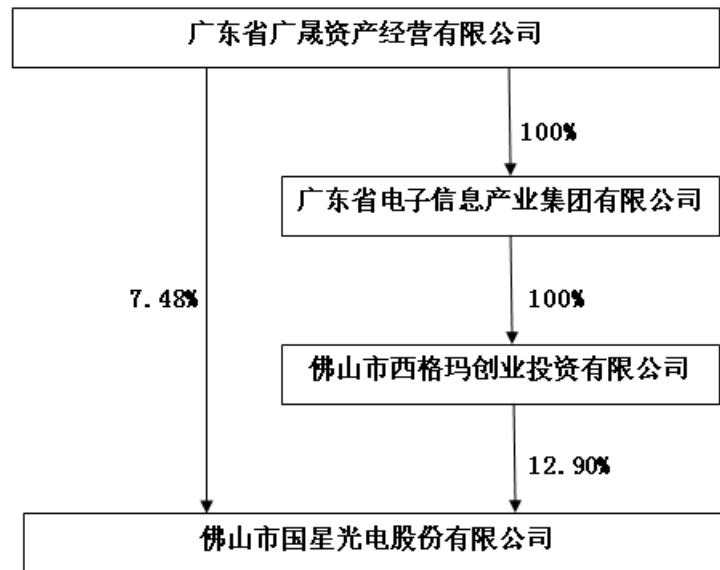 广东省广晟资产经营有限公司
100%
广东省电子信息产业集团有限公司
7.48%
100%
佛山市西格玛创业投资有限公司
12.90%
佛山市国星光电股份有限公司